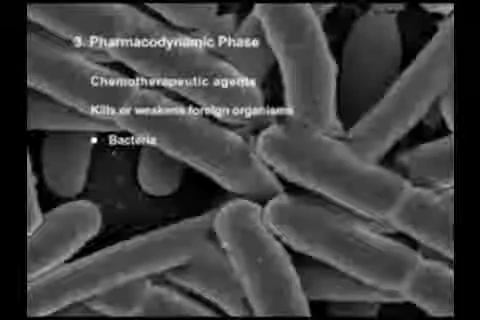 3. Pharmacodynamic Phase
Chemotherapeutic agents
Kills or weakens foreign organisms
▪ Bacteria